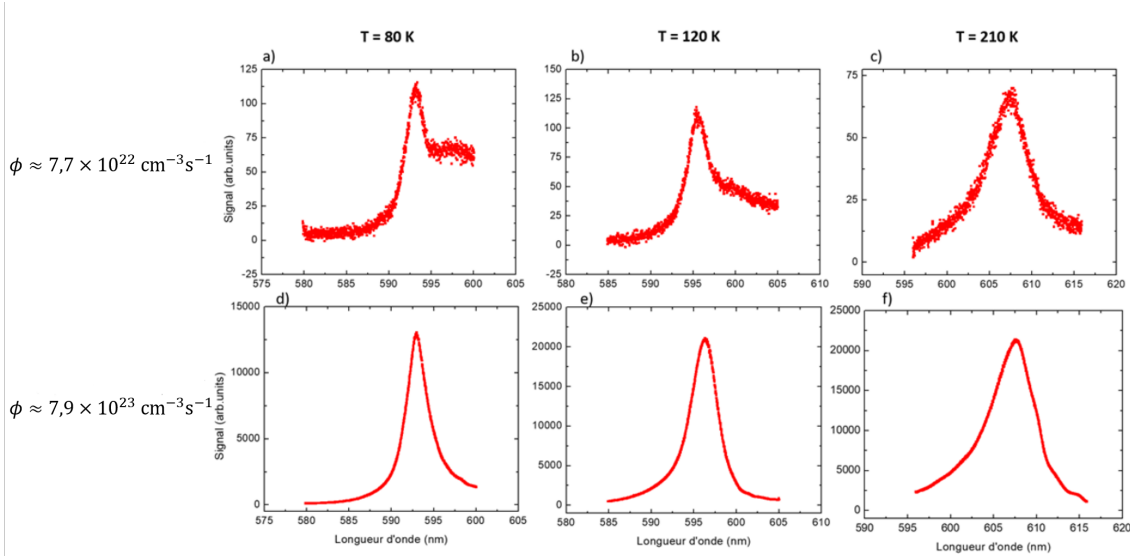 T = 80 K T = 120 K T = 210 K
a) b) c)
ϕ ≈ 7,7 × 10²² cm⁻³s⁻¹
Signal (arb.units)
125
100
75
50
25
0
-25
575 580 585 590 595 600 605
150
125
100
75
50
25
0
-25
580 585 590 595 600 605 610
75
50
25
0
590 595 600 605 610 615 620
d) e) f)
ϕ ≈ 7,9 × 10²³ cm⁻³s⁻¹
Signal (arb.units)
15000
10000
5000
0
575 580 585 590 595 600 605
Longueur d'onde (nm)
25000
20000
15000
10000
5000
0
580 585 590 595 600 605 610
Longueur d'onde (nm)
25000
20000
15000
10000
5000
0
590 595 600 605 610 615 620
Longueur d'onde (nm)